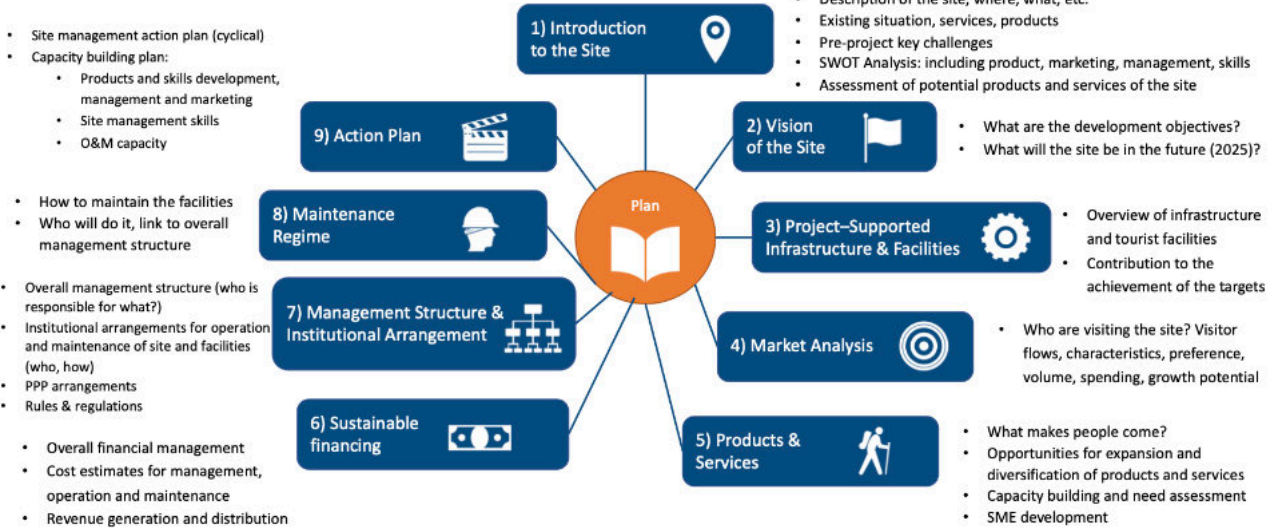 Description of the site, where, what, etc.
1) Introduction
to the Site
• Existing situation, services, products
• Pre-project key challenges
• SWOT Analysis: including product, marketing, management, skills
• Assessment of potential products and services of the site
2) Vision
of the Site
• What are the development objectives?
• What will the site be in the future (2025)?
3) Project–Supported
Infrastructure & Facilities
• Overview of infrastructure
and tourist facilities
• Contribution to the
achievement of the targets
4) Market Analysis
• Who are visiting the site? Visitor
flows, characteristics, preference,
volume, spending, growth potential
5) Products &
Services
• What makes people come?
• Opportunities for expansion and
diversification of products and services
• Capacity building and need assessment
• SME development
6) Sustainable
financing
• Overall financial management
• Cost estimates for management,
operation and maintenance
• Revenue generation and distribution
7) Management Structure &
Institutional Arrangement
• Overall management structure (who is
responsible for what?)
• Institutional arrangements for operation
and maintenance of site and facilities
(who, how)
• PPP arrangements
• Rules & regulations
8) Maintenance
Regime
• How to maintain the facilities
• Who will do it, link to overall
management structure
9) Action Plan
• Site management action plan (cyclical)
• Capacity building plan:
• Products and skills development,
management and marketing
• Site management skills
• O&M capacity
Plan